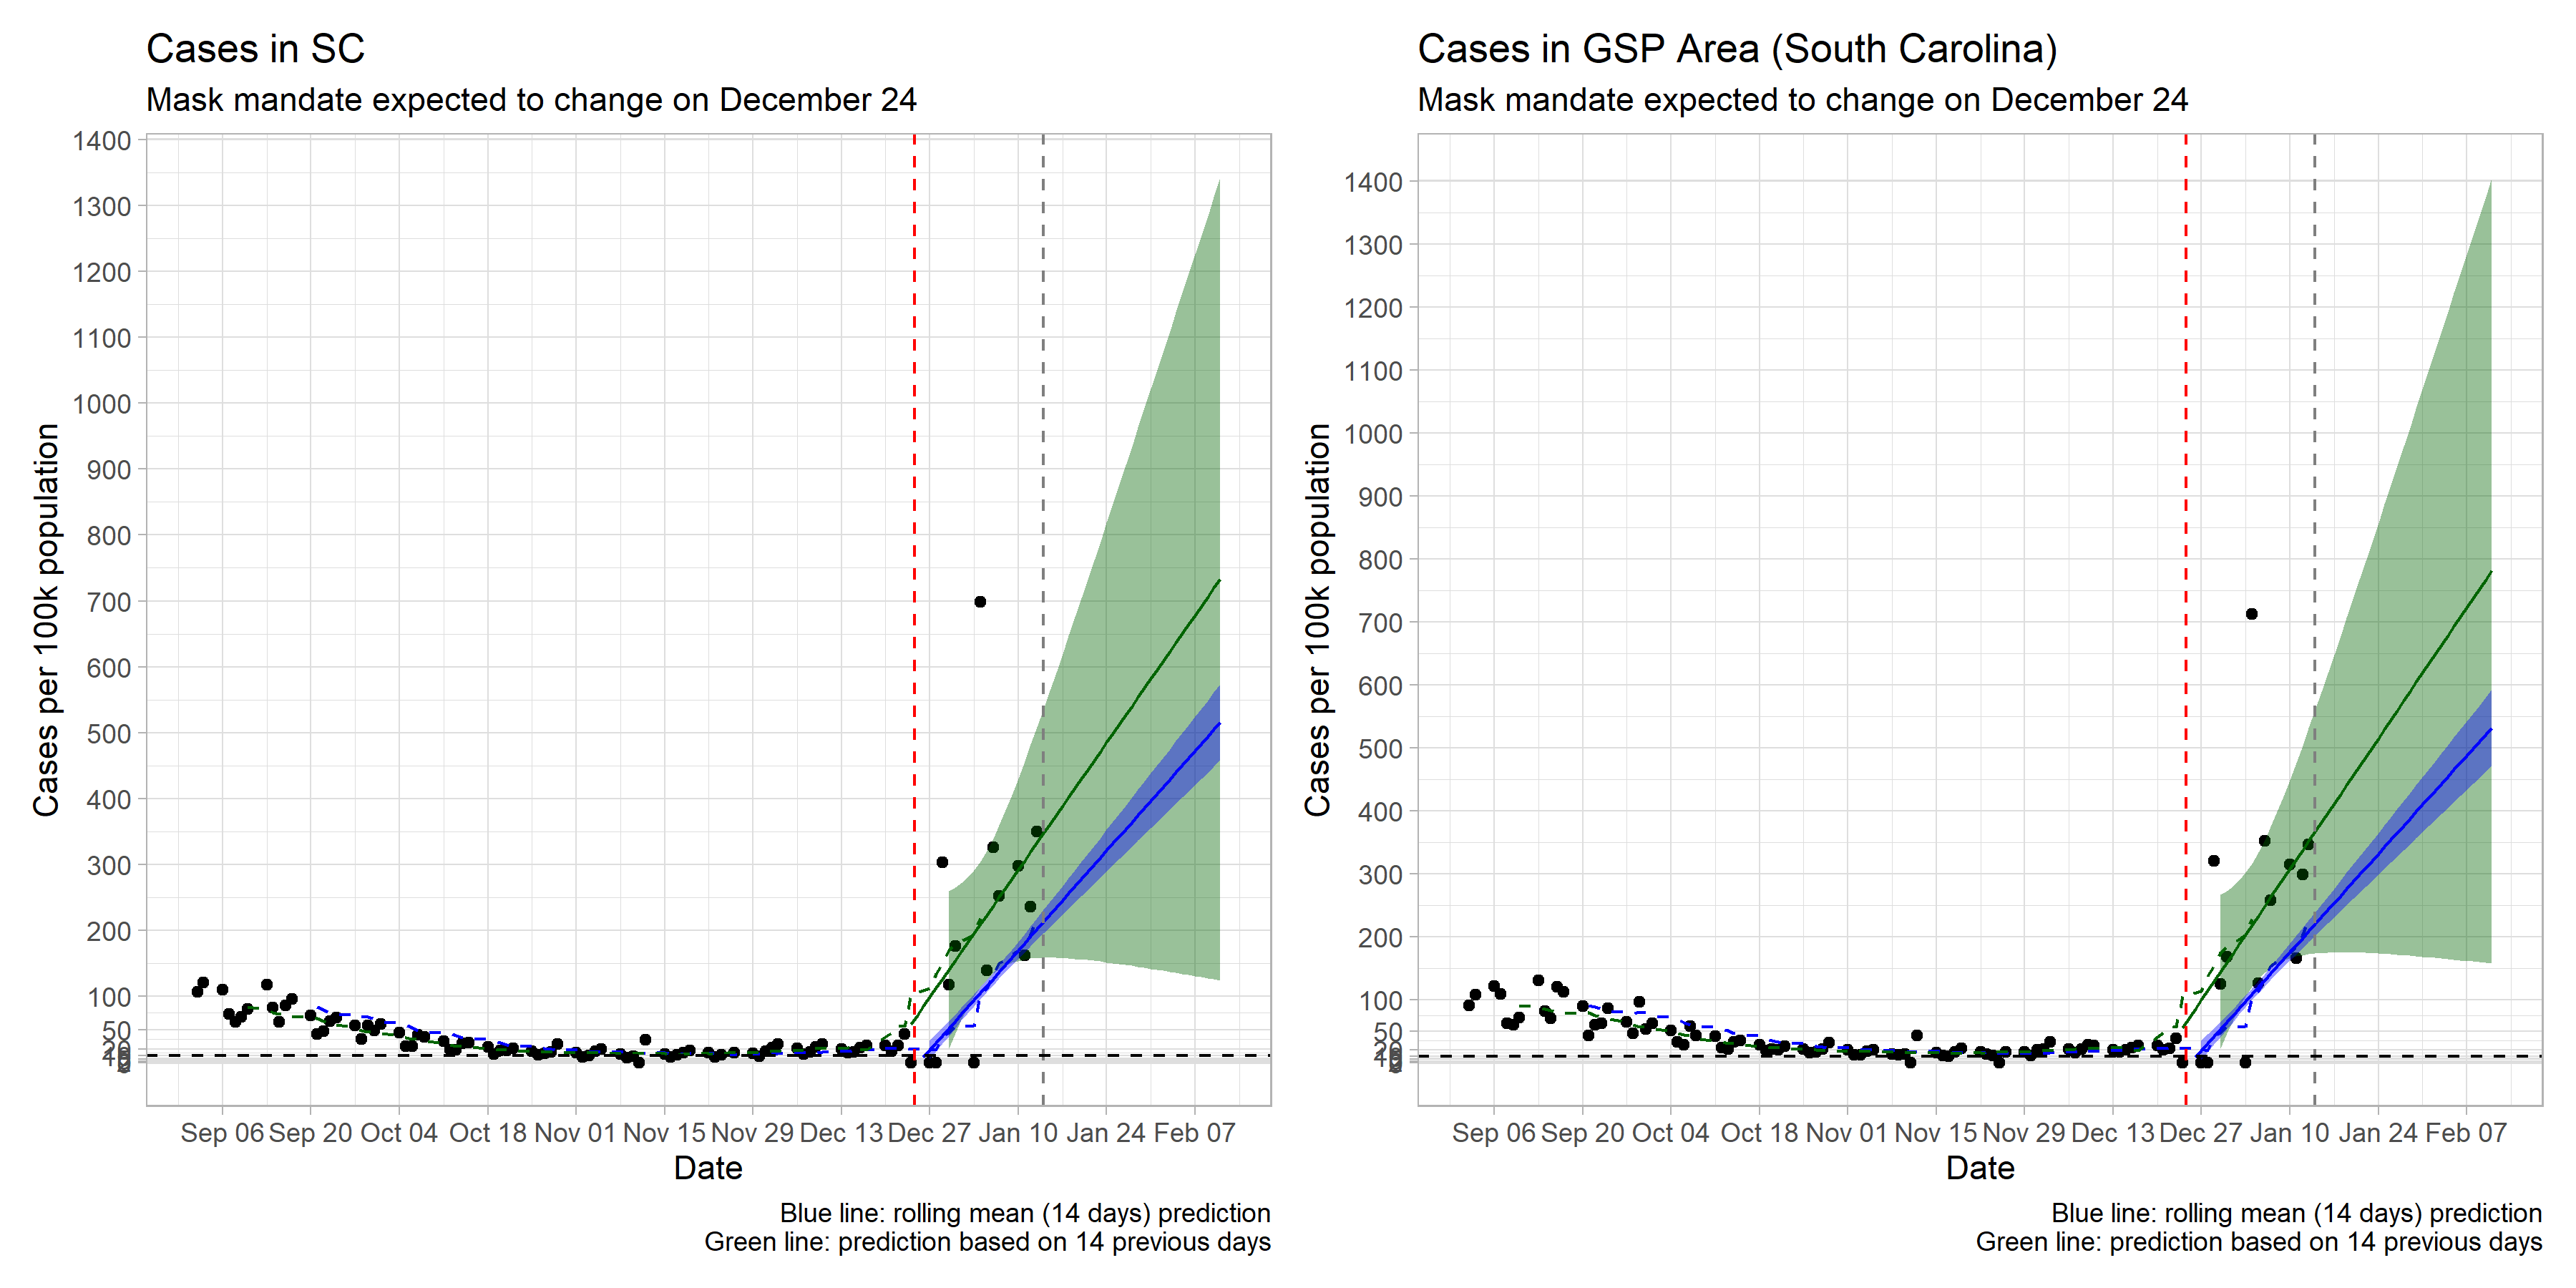 Cases in SC
Mask mandate expected to change on December 24
Cases per 100k population
1400
1300
1200
1100
1000
900
800
700
600
500
400
300
200
100
50
20
Sep 06 Sep 20 Oct 04 Oct 18 Nov 01 Nov 15 Nov 29 Dec 13 Dec 27 Jan 10 Jan 24 Feb 07
Date
Blue line: rolling mean (14 days) prediction
Green line: prediction based on 14 previous days
Cases in GSP Area (South Carolina)
Mask mandate expected to change on December 24
Cases per 100k population
1400
1300
1200
1100
1000
900
800
700
600
500
400
300
200
100
50
20
Sep 06 Sep 20 Oct 04 Oct 18 Nov 01 Nov 15 Nov 29 Dec 13 Dec 27 Jan 10 Jan 24 Feb 07
Date
Blue line: rolling mean (14 days) prediction
Green line: prediction based on 14 previous days